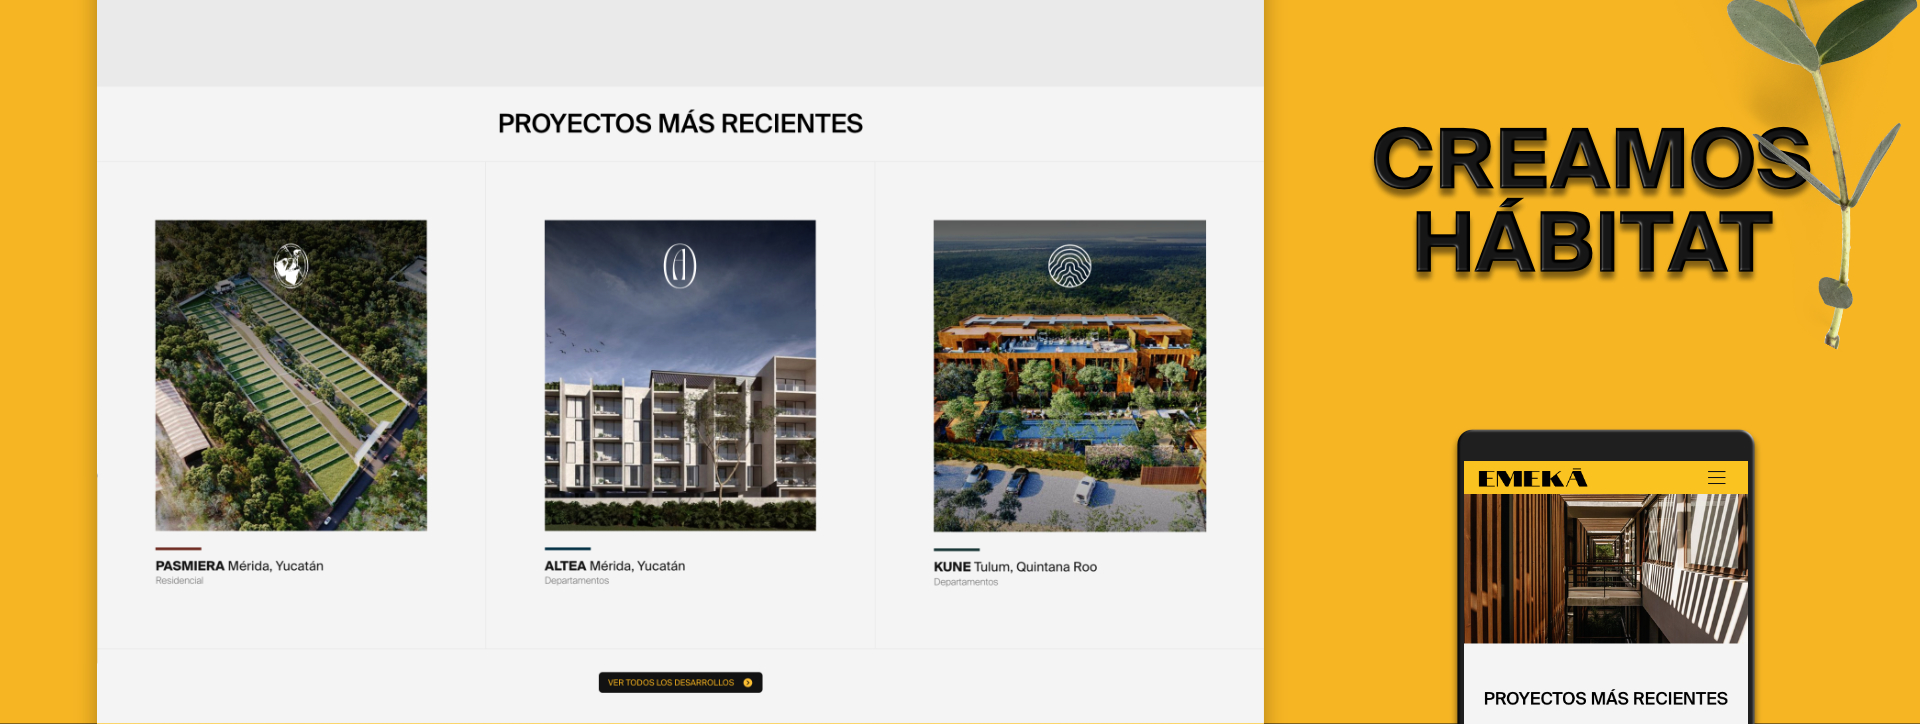 PROYECTOS MÁS RECIENTES
PASMIERA Mérida, Yucatán
Residencial
ALTEA Mérida, Yucatán
Departamentos
KUNE Tulum, Quintana Roo
Departamentos
VER TODOS LOS DESARROLLOS
CREAMOS
HÁBITAT
EMEKĀ
PROYECTOS MÁS RECIENTES